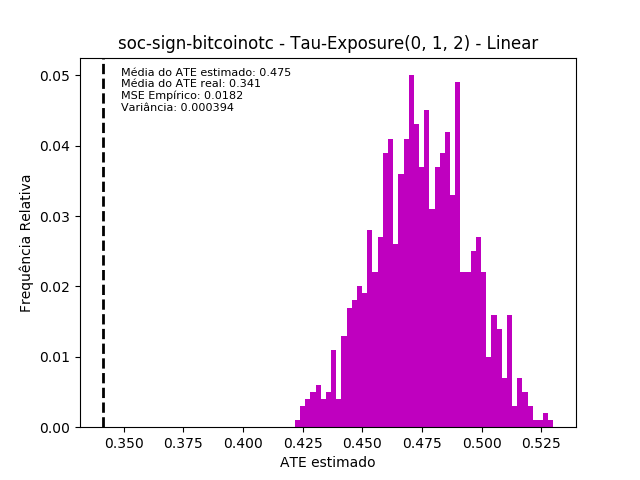 soc-sign-bitcoinotc - Tau-Exposure(0, 1, 2) - Linear
Média do ATE estimado: 0.475
Média do ATE real: 0.341
MSE Empírico: 0.0182
Variância: 0.000394
Frequência Relativa
0.05
0.04
0.03
0.02
0.01
0.00
0.350 0.375 0.400 0.425 0.450 0.475 0.500 0.525
ATE estimado